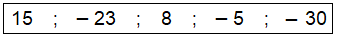 15 ; – 23 ; 8 ; – 5 ; – 30